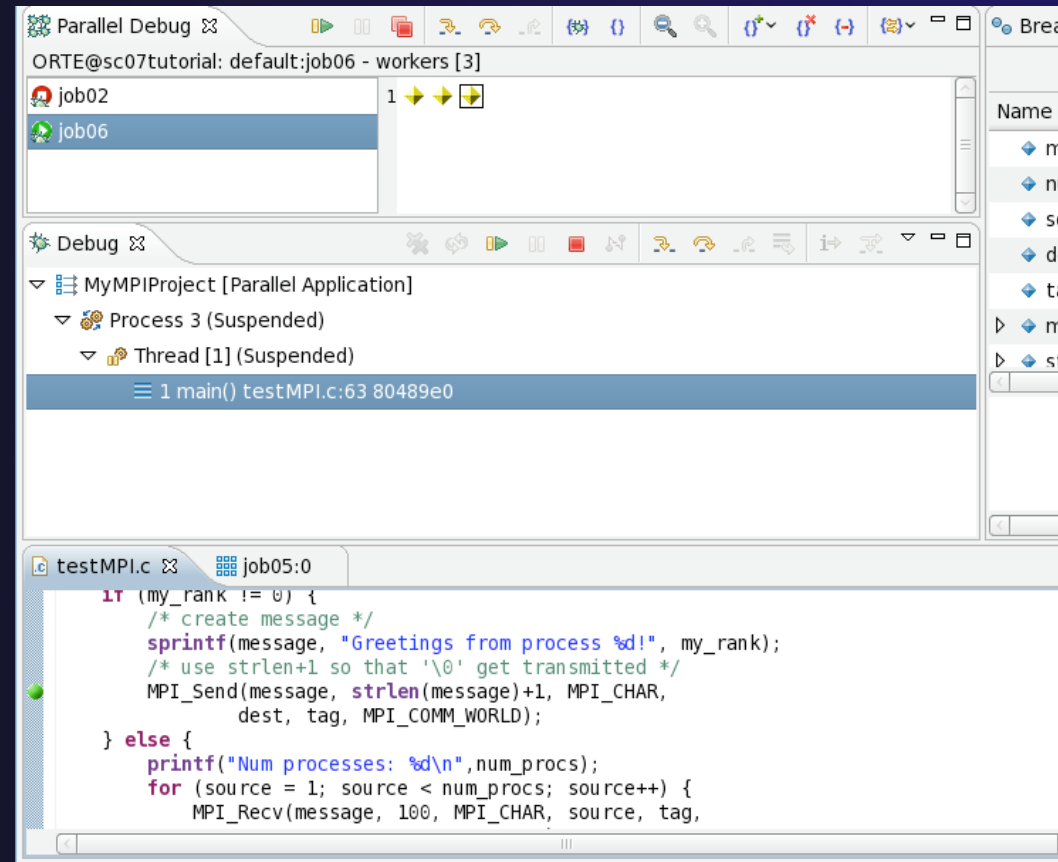 Parallel Debug
ORTE@sc07tutorial: default:job06 - workers [3]
job02
job06
1
Name
Debug
MyMPIProject [Parallel Application]
Process 3 (Suspended)
Thread [1] (Suspended)
1 main() testMPI.c:63 80489e0
testMPI.c
job05:0
if (my_rank != 0) {
/* create message */
sprintf(message, "Greetings from process %d!", my_rank);
/* use strlen+1 so that '\0' get transmitted */
MPI_Send(message, strlen(message)+1, MPI_CHAR,
dest, tag, MPI_COMM_WORLD);
} else {
printf("Num processes: %d\n",num_procs);
for (source = 1; source < num_procs; source++) {
MPI_Recv(message, 100, MPI_CHAR, source, tag,